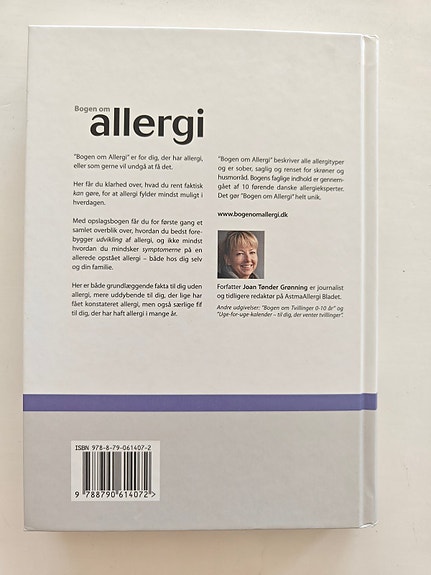 Bogen om
allergi
"Bogen om Allergi" er for dig, der har allergi,
eller som gerne vil undgå at få det.
Her får du klarhed over, hvad du rent faktisk
kan gøre, for at allergi fylder mindst muligt i
hverdagen.
Med opslagsbogen får du for første gang et
samlet overblik over, hvordan du bedst fore-
bygger udvikling af allergi, og ikke mindst
hvordan du mindsker symptomerne på en
allerede opstået allergi – både hos dig selv
og din familie.
Her er både grundlæggende fakta til dig uden
allergi, mere uddybende til dig, der lige har
fået konstateret allergi, men også særlige fif
til dig, der har haft allergi i mange år.
"Bogen om Allergi" beskriver alle allergityper
og er sober, saglig og renset for skrøner og
husmorråd. Bogens faglige indhold er gennem-
gået af 10 førende danske allergieksperter.
Det gør "Bogen om Allergi" helt unik.
www.bogenomallergi.dk
Forfatter Joan Tønder Grønning er journalist
og tidligere redaktør på AstmaAllergi Bladet.
Andre udgivelser: "Bogen om Tvillinger 0-10 år" og
"Uge-for-uge-kalender – til dig, der venter tvillinger".
ISBN 978-8-79-061407-2
9 788790 614072 >